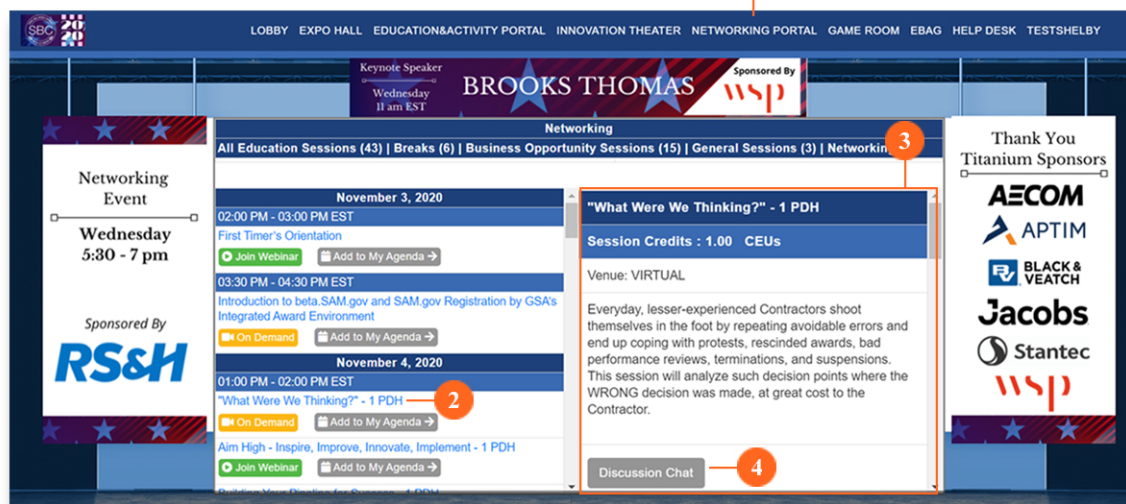 SBC 2020
LOBBY EXPO HALL EDUCATION&ACTIVITY PORTAL INNOVATION THEATER NETWORKING PORTAL GAME ROOM EBAG HELP DESK TESTSHELBY
Keynote Speaker
Wednesday
11 am EST
BROOKS THOMAS
Sponsored By
wsp
Networking
Event
Wednesday
5:30 - 7 pm
Sponsored By
RS&H
Networking
All Education Sessions (43) | Breaks (6) | Business Opportunity Sessions (15) | General Sessions (3) |
3
November 3, 2020
02:00 PM - 03:00 PM EST
First Timer's Orientation
Join Webinar Add to My Agenda
03:30 PM - 04:30 PM EST
Introduction to beta.SAM.gov and SAM.gov Registration by GSA's
Integrated Award Environment
On Demand Add to My Agenda
November 4, 2020
01:00 PM - 02:00 PM EST
"What Were We Thinking?" - 1 PDH
2
On Demand Add to My Agenda
Aim High - Inspire, Improve, Innovate, Implement - 1 PDH
Join Webinar Add to My Agenda
"What Were We Thinking?" - 1 PDH
Session Credits : 1.00 CEUs
Venue: VIRTUAL
Everyday, lesser-experienced Contractors shoot
themselves in the foot by repeating avoidable errors and
end up coping with protests, rescinded awards, bad
performance reviews, terminations, and suspensions.
This session will analyze such decision points where the
WRONG decision was made, at great cost to the
Contractor.
Discussion Chat
4
Thank You
Titanium Sponsors
AECOM
APTIM
BV BLACK &
VEATCH
Jacobs
Stantec
wsp